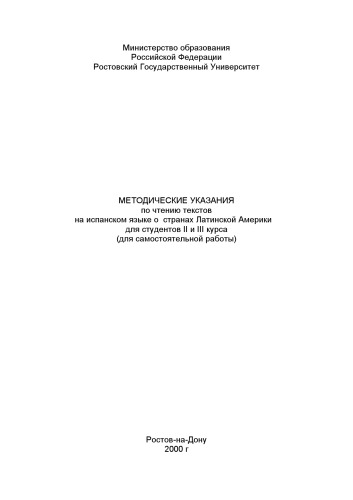 Министерство образования
Российской Федерации
Ростовский Государственный Университет
МЕТОДИЧЕСКИЕ УКАЗАНИЯ
по чтению текстов
на испанском языке о странах Латинской Америки
для студентов II и III курса
(для самостоятельной работы)
Ростов-на-Дону
2000 г